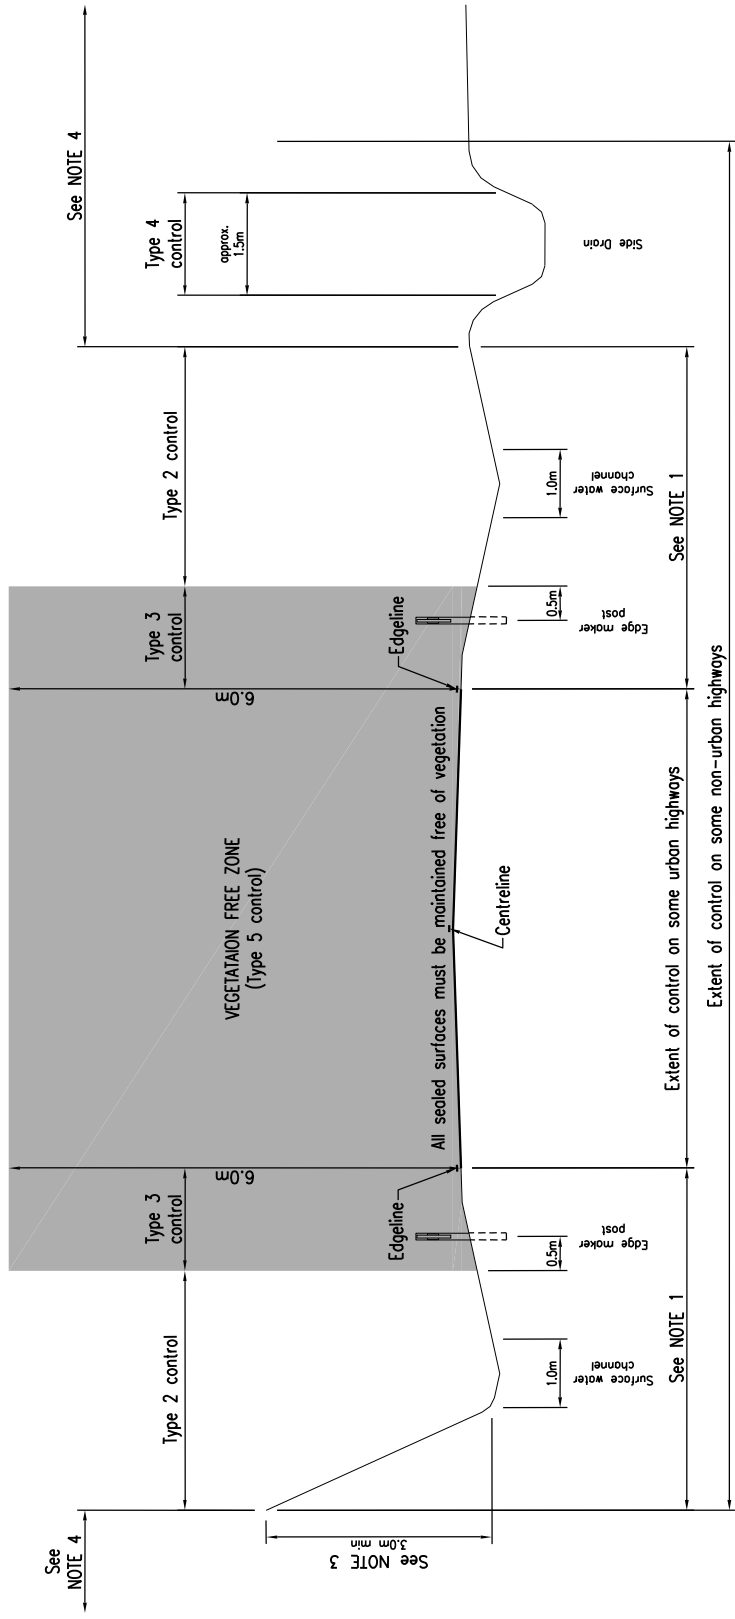 See
NOTE 4
See NOTE 4
Type 2 control
Type 3
control
VEGETATAION FREE ZONE
(Type 5 control)
Type 3
control
Type 2 control
Type 4
control
approx.
1.5m
6.0m
6.0m
See NOTE 3
3.0m min
Edgeline
All sealed surfaces must be maintained free of vegetation
Edgeline
Centreline
1.0m
Surface water
channel
0.5m
Edge maker
post
0.5m
Edge maker
post
1.0m
Surface water
channel
Side Drain
See NOTE 1
Extent of control on some urban highways
See NOTE 1
Extent of control on some non-urban highways